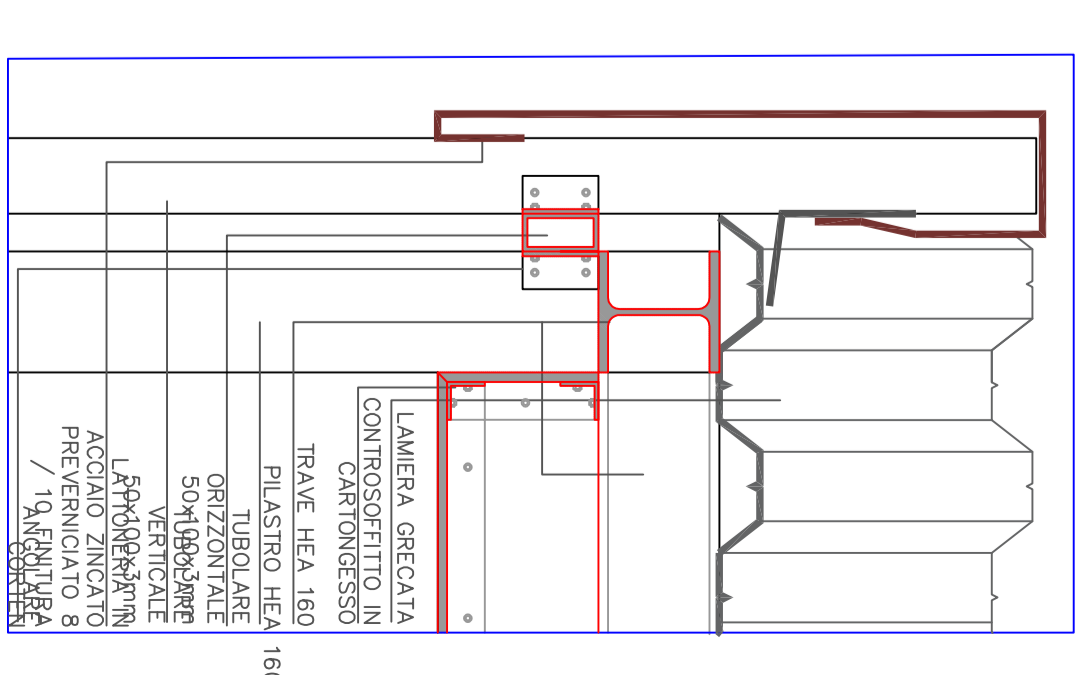 LAMIERA GRECATA
CONTROSOFFITTO IN
CARTONGESSO
TRAVE HEA 160
PILASTRO HEA 160
TUBOLARE
ORIZZONTALE
50x100x3mm
TUBOLARE
VERTICALE
50x100x3mm
LATTONERIA IN
ACCIAIO ZINCATO
PREVERNICIATO 8
/ 10 FINITURA
CORTEN
ANGOLARE